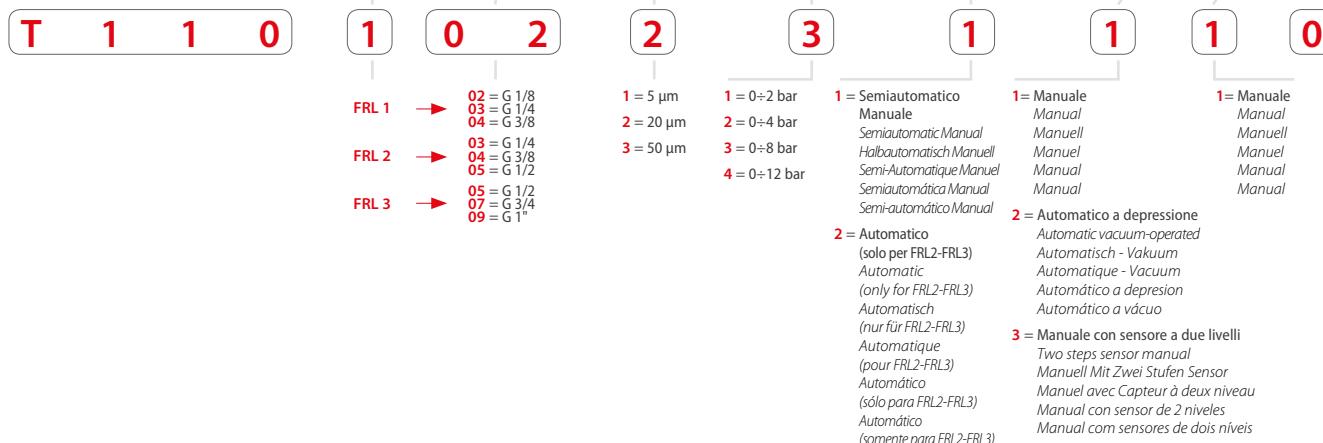 T 1 1 0 1 0 2 2 3 1 1 1 0
FRL 1
02 = G 1/8
03 = G 1/4
04 = G 3/8
FRL 2
03 = G 1/4
04 = G 3/8
05 = G 1/2
FRL 3
05 = G 1/2
07 = G 3/4
09 = G 1"
1 = 5 µm
2 = 20 µm
3 = 50 µm
1 = 0÷2 bar
2 = 0÷4 bar
3 = 0÷8 bar
4 = 0÷12 bar
1 = Semiautomatico
Manuale
Semiautomatic Manual
Halbautomatisch Manuell
Semi-Automatique Manuel
Semiautomática Manual
Semi-automático Manual
2 = Automatico
(solo per FRL2-FRL3)
Automatic
(only for FRL2-FRL3)
Automatisch
(nur für FRL2-FRL3)
Automatique
(pour FRL2-FRL3)
Automático
(sólo para FRL2-FRL3)
Automático
(somente para FRL2-FRL3)
1= Manuale
Manual
Manuell
Manuel
Manual
Manual
2 = Automatico a depressione
Automatic vacuum-operated
Automatisch - Vakuum
Automatique - Vacuum
Automático a depresion
Automático a vácuo
3 = Manuale con sensore a due livelli
Two steps sensor manual
Manuell Mit Zwei Stufen Sensor
Manuel avec Capteur à deux niveau
Manual con sensor de 2 niveles
Manual com sensores de dois níveis
1= Manuale
Manual
Manuell
Manuel
Manual
Manual